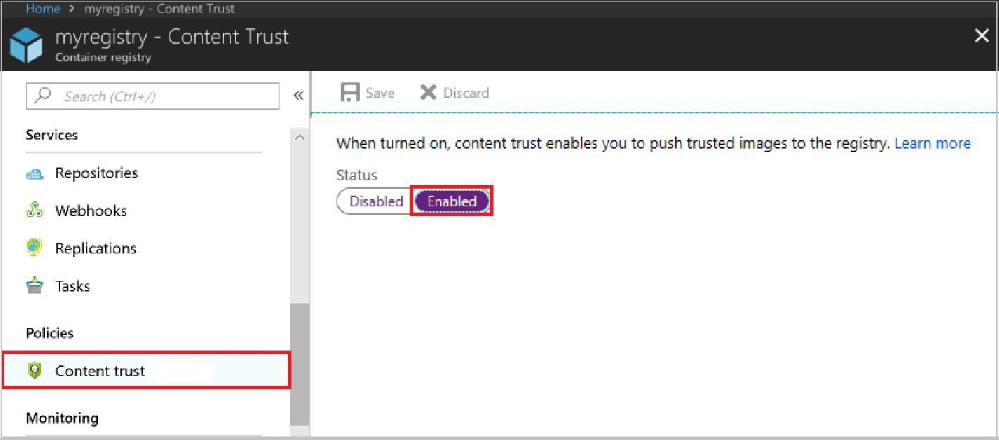 Home > myregistry - Content Trust
myregistry - Content Trust
Container registry
Search (Ctrl+/)
Services
Repositories
Webhooks
Replications
Tasks
Policies
Content trust
Monitoring
Save Discard
When turned on, content trust enables you to push trusted images to the registry. Learn more
Status
Disabled Enabled